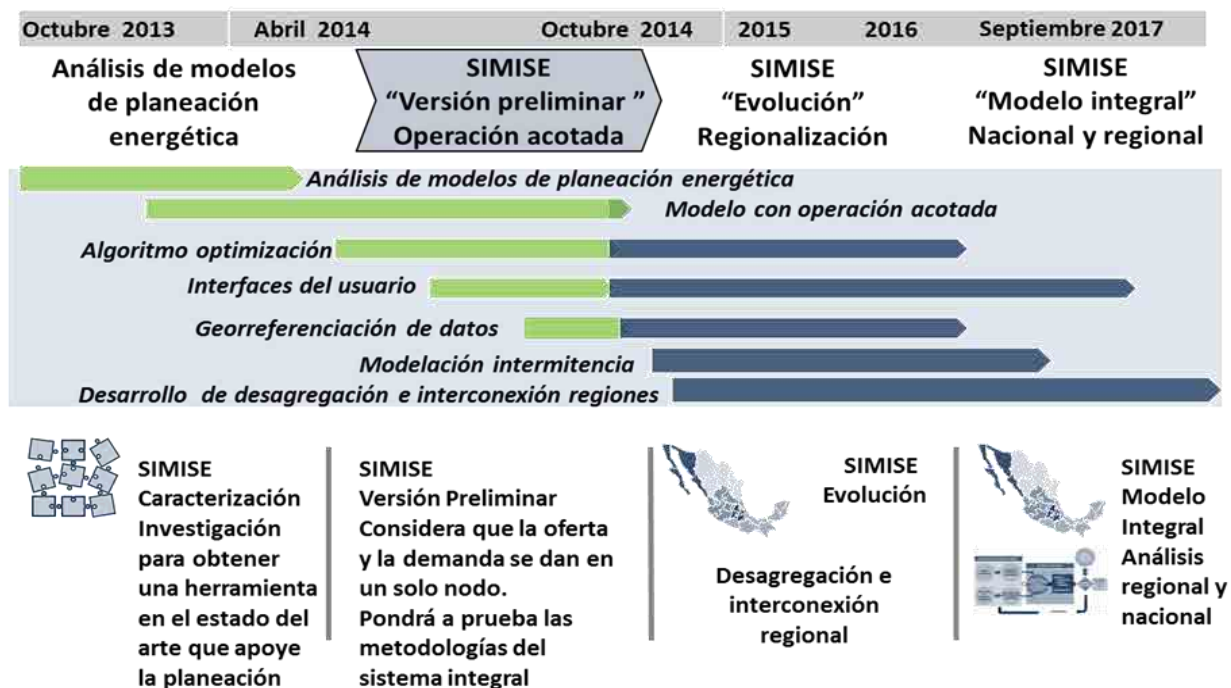 Octubre 2013 Abril 2014 Octubre 2014 2015 2016 Septiembre 2017
Análisis de modelos
de planeación
energética
SIMISE
“Versión preliminar ”
Operación acotada
SIMISE
“Evolución”
Regionalización
SIMISE
“Modelo integral”
Nacional y regional
Análisis de modelos de planeación energética
Modelo con operación acotada
Algoritmo optimización
Interfaces del usuario
Georreferenciación de datos
Modelación intermitencia
Desarrollo de desagregación e interconexión regiones
SIMISE
Caracterización
Investigación
para obtener
una herramienta
en el estado del
arte que apoye
la planeación
SIMISE
Versión Preliminar
Considera que la oferta
y la demanda se dan en
un solo nodo.
Pondrá a prueba las
metodologías del
sistema integral
SIMISE
Evolución
Desagregación e
interconexión
regional
SIMISE
Modelo
Integral
Análisis
regional y
nacional